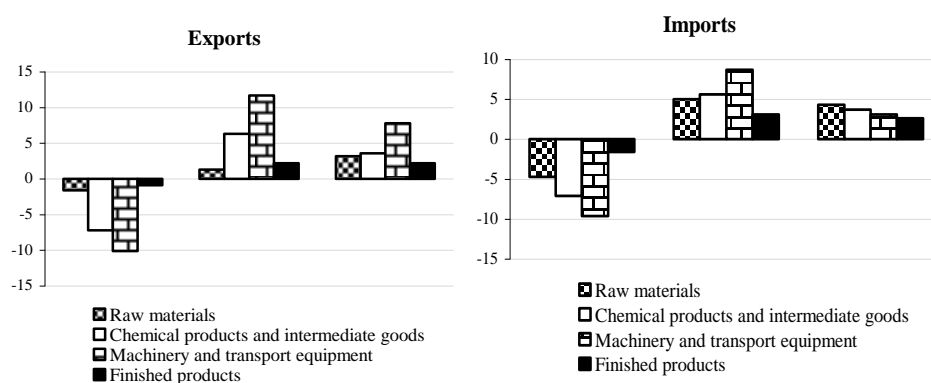 Exports
15
10
5
0
-5
-10
-15
Raw materials
Chemical products and intermediate goods
Machinery and transport equipment
Finished products
Imports
10
5
0
-5
-10
-15
Raw materials
Chemical products and intermediate goods
Machinery and transport equipment
Finished products